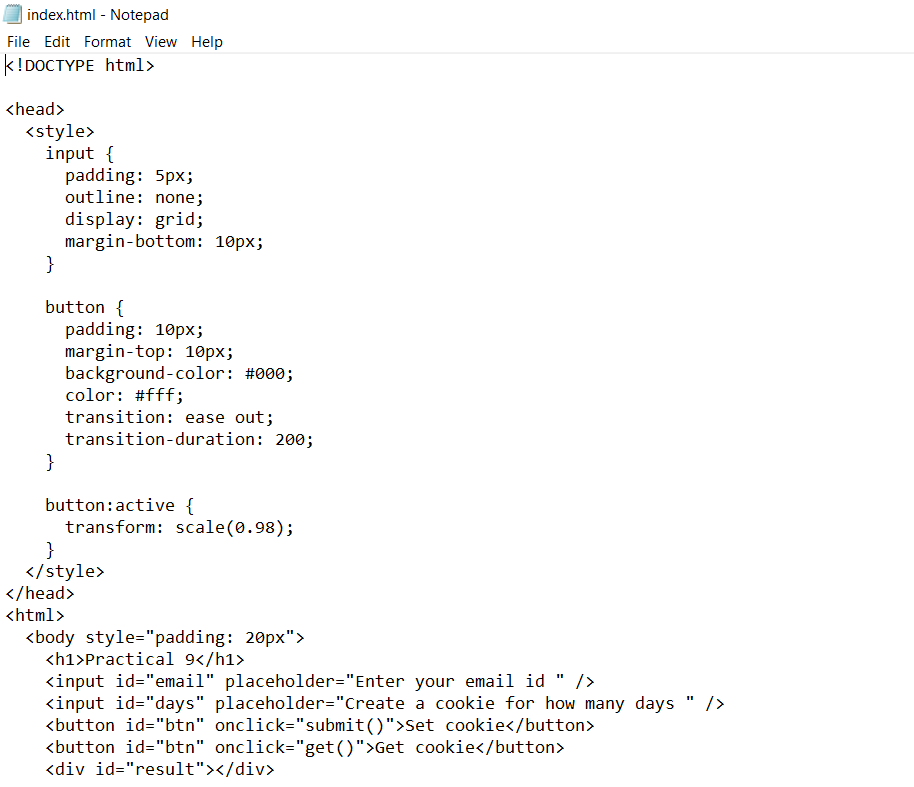 index.html - Notepad
File Edit Format View Help
<!DOCTYPE html>

<head>
  <style>
    input {
      padding: 5px;
      outline: none;
      display: grid;
      margin-bottom: 10px;
    }

    button {
      padding: 10px;
      margin-top: 10px;
      background-color: #000;
      color: #fff;
      transition: ease out;
      transition-duration: 200;
    }

    button:active {
      transform: scale(0.98);
    }
  </style>
</head>
<html>
  <body style="padding: 20px">
    <h1>Practical 9</h1>
    <input id="email" placeholder="Enter your email id " />
    <input id="days" placeholder="Create a cookie for how many days " />
    <button id="btn" onclick="submit()">Set cookie</button>
    <button id="btn" onclick="get()">Get cookie</button>
    <div id="result"></div>